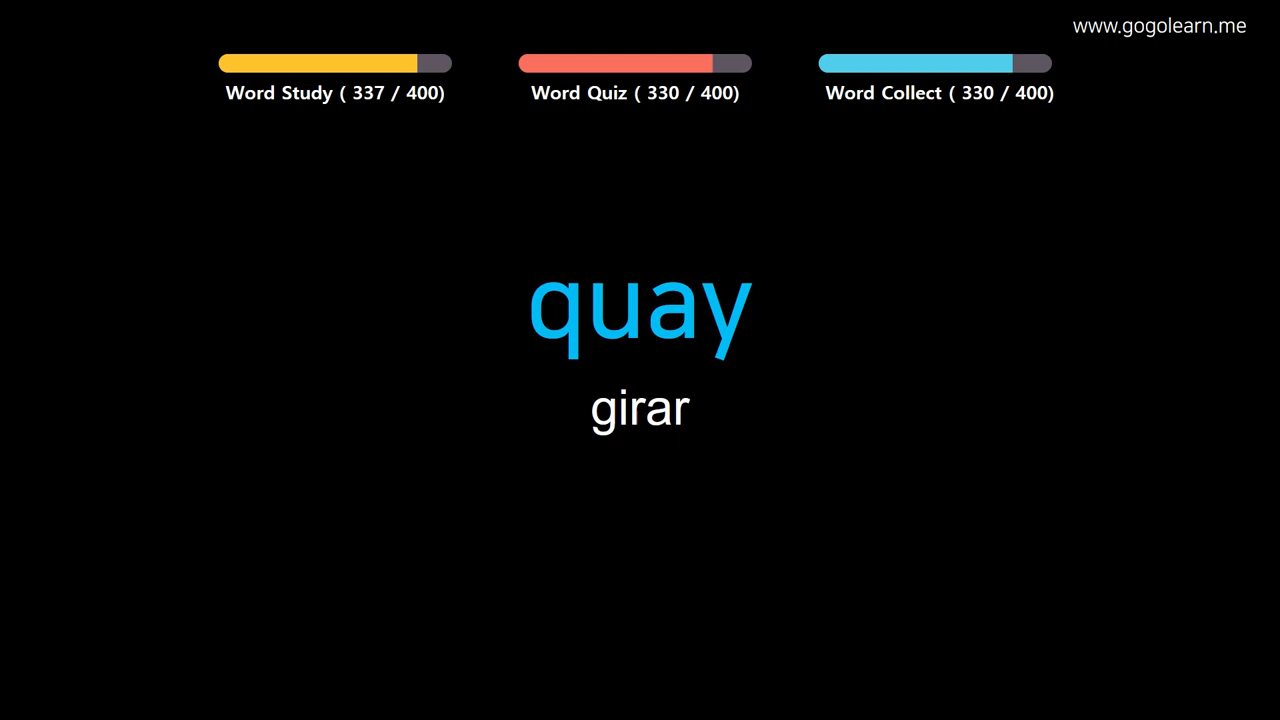 www.gogolearn.me
Word Study ( 337 / 400)
Word Quiz ( 330 / 400)
Word Collect ( 330 / 400)
quay
girar